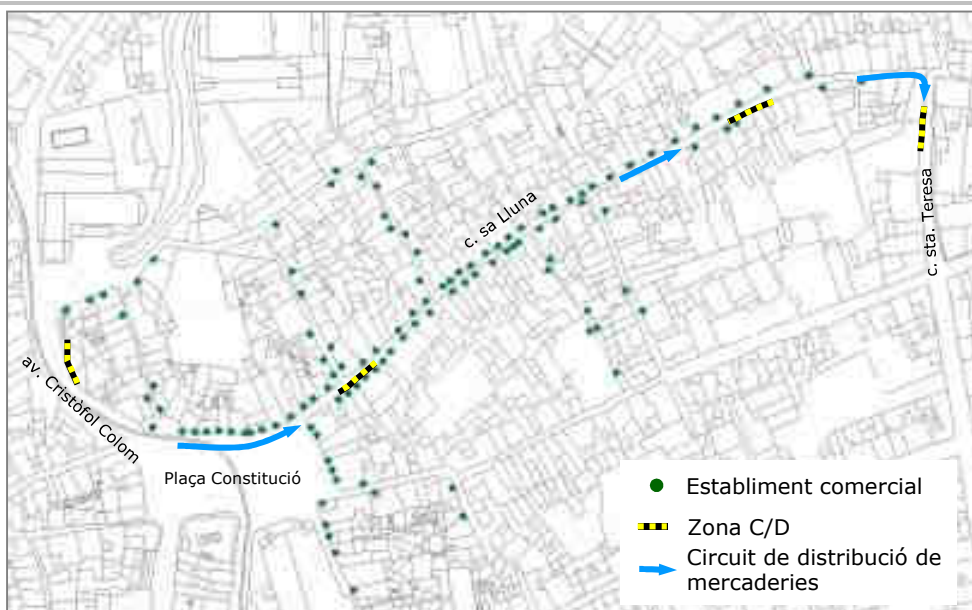 c. sa Lluna
c. sta. Teresa
av. Cristòfol Colom
Plaça Constitució
Establiment comercial
Zona C/D
Circuit de distribució de
mercaderies